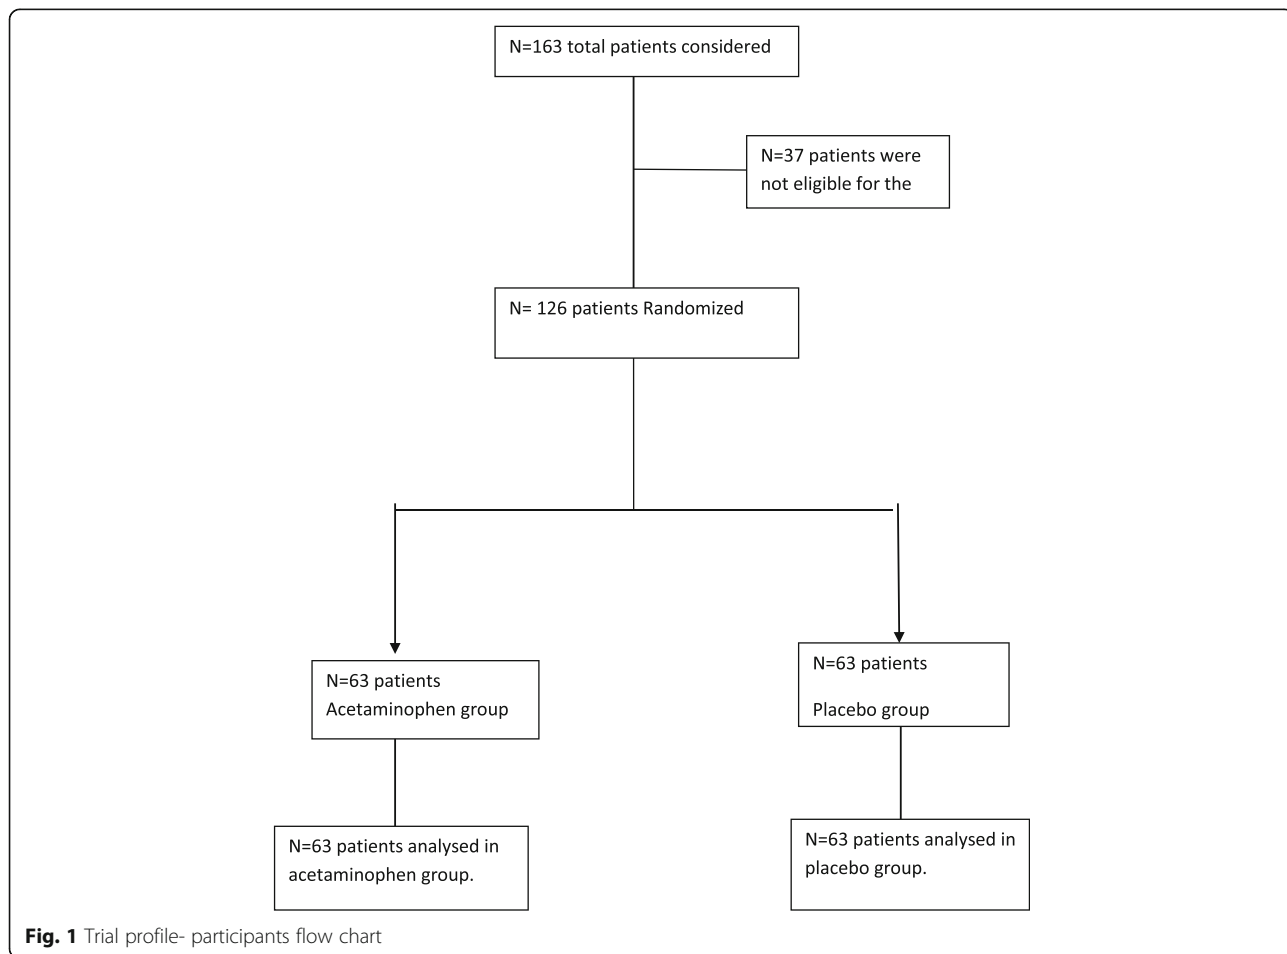 N=163 total patients considered
N=37 patients were
not eligible for the
N= 126 patients Randomized
N=63 patients
Acetaminophen group
N=63 patients
Placebo group
N=63 patients analysed in
acetaminophen group.
N=63 patients analysed in
placebo group.
Fig. 1 Trial profile- participants flow chart